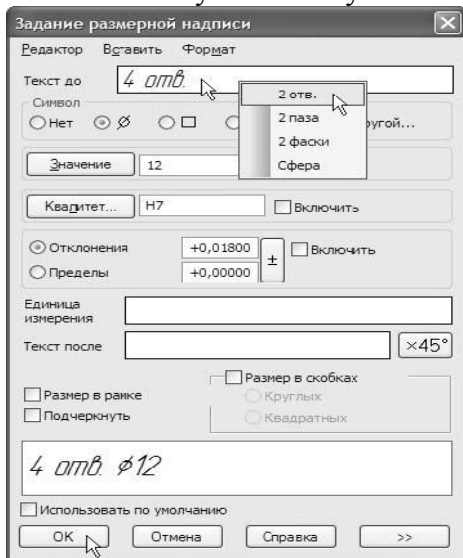 Задание размерной надписи
Редактор Вставить Формат
Текст до 4 отв.
2 отв.
2 паза
2 фаски
Сфера
Символ
Нет Ø □ ругой...
Значение 12
Квалитет... H7 Включить
Отклонения +0,01800 ± Включить
Пределы +0,00000
Единица измерения
Текст после ×45°
Размер в рамке
Подчеркнуть
Размер в скобках
Круглых
Квадратных
4 отв. ϕ12
Использовать по умолчанию
OK Отмена Справка >>